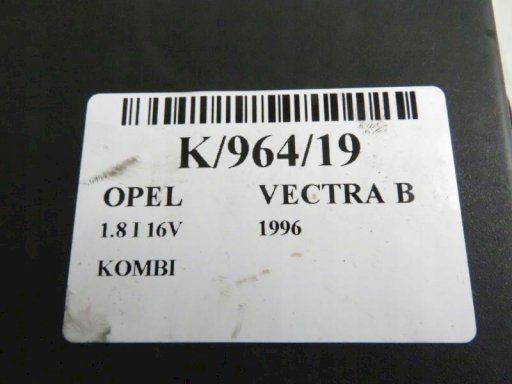 K/964/19
OPEL VECTRA B
1.8 I 16V 1996
KOMBI